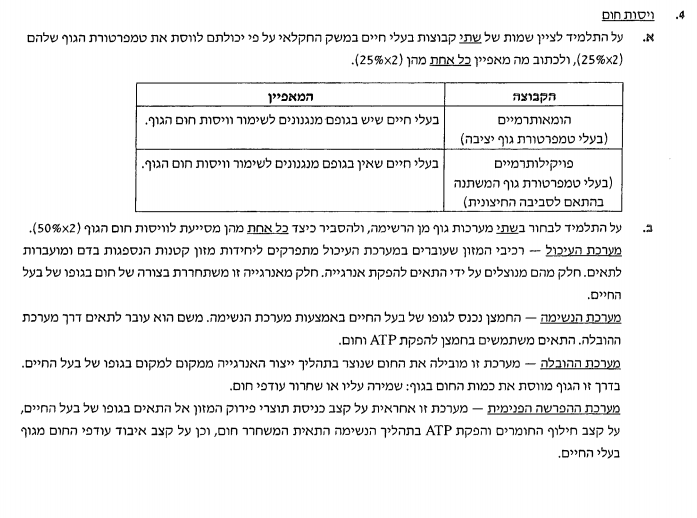 4. ויסות חום
א. על התלמיד לציין שמות של שתי קבוצות בעלי חיים במשק החקלאי על פי יכולתם לווסת את טמפרטורת הגוף שלהם
(25%x2), ולכתוב מה מאפיין כל אחת מהן (25%x2).
הקבוצה המאפיין
הומאותרמיים בעלי חיים שיש בגופם מנגנונים לשימור וויסות חום הגוף.
(בעלי טמפרטורת גוף יציבה)
פויקילותרמיים בעלי חיים שאין בגופם מנגנונים לשימור וויסות חום הגוף.
(בעלי טמפרטורת גוף המשתנה
בהתאם לסביבה החיצונית)
ב. על התלמיד לבחור בשתי מערכות גוף מן הרשימה, ולהסביר כיצד כל אחת מהן מסייעת לוויסות חום הגוף (50%x2).
מערכת העיכול — רכיבי המזון שעוברים במערכת העיכול מתפרקים ליחידות מזון קטנות הנספגות בדם ומועברות
לתאים. חלק מהם מנוצלים על ידי התאים להפקת אנרגייה. חלק מאנרגייה זו משתחררת בצורה של חום בגופו של בעל
החיים.
מערכת הנשימה — החמצן נכנס לגופו של בעל החיים באמצעות מערכת הנשימה. משם הוא עובר לתאים דרך מערכת
ההובלה. התאים משתמשים בחמצן להפקת ATP וחום.
מערכת ההובלה — מערכת זו מובילה את החום שנוצר בתהליך ייצור האנרגייה ממקום למקום בגופו של בעל החיים.
בדרך זו הגוף מווסת את כמות החום בגוף: שמירה עליו או שחרור עודפי חום.
מערכת ההפרשה הפנימית — מערכת זו אחראית על קצב כניסת תוצרי פירוק המזון אל התאים בגופו של בעל החיים,
על קצב חילוף החומרים והפקת ATP בתהליך הנשימה התאית המשחרר חום, וכן על קצב איבוד עודפי החום מגוף
בעלי החיים.